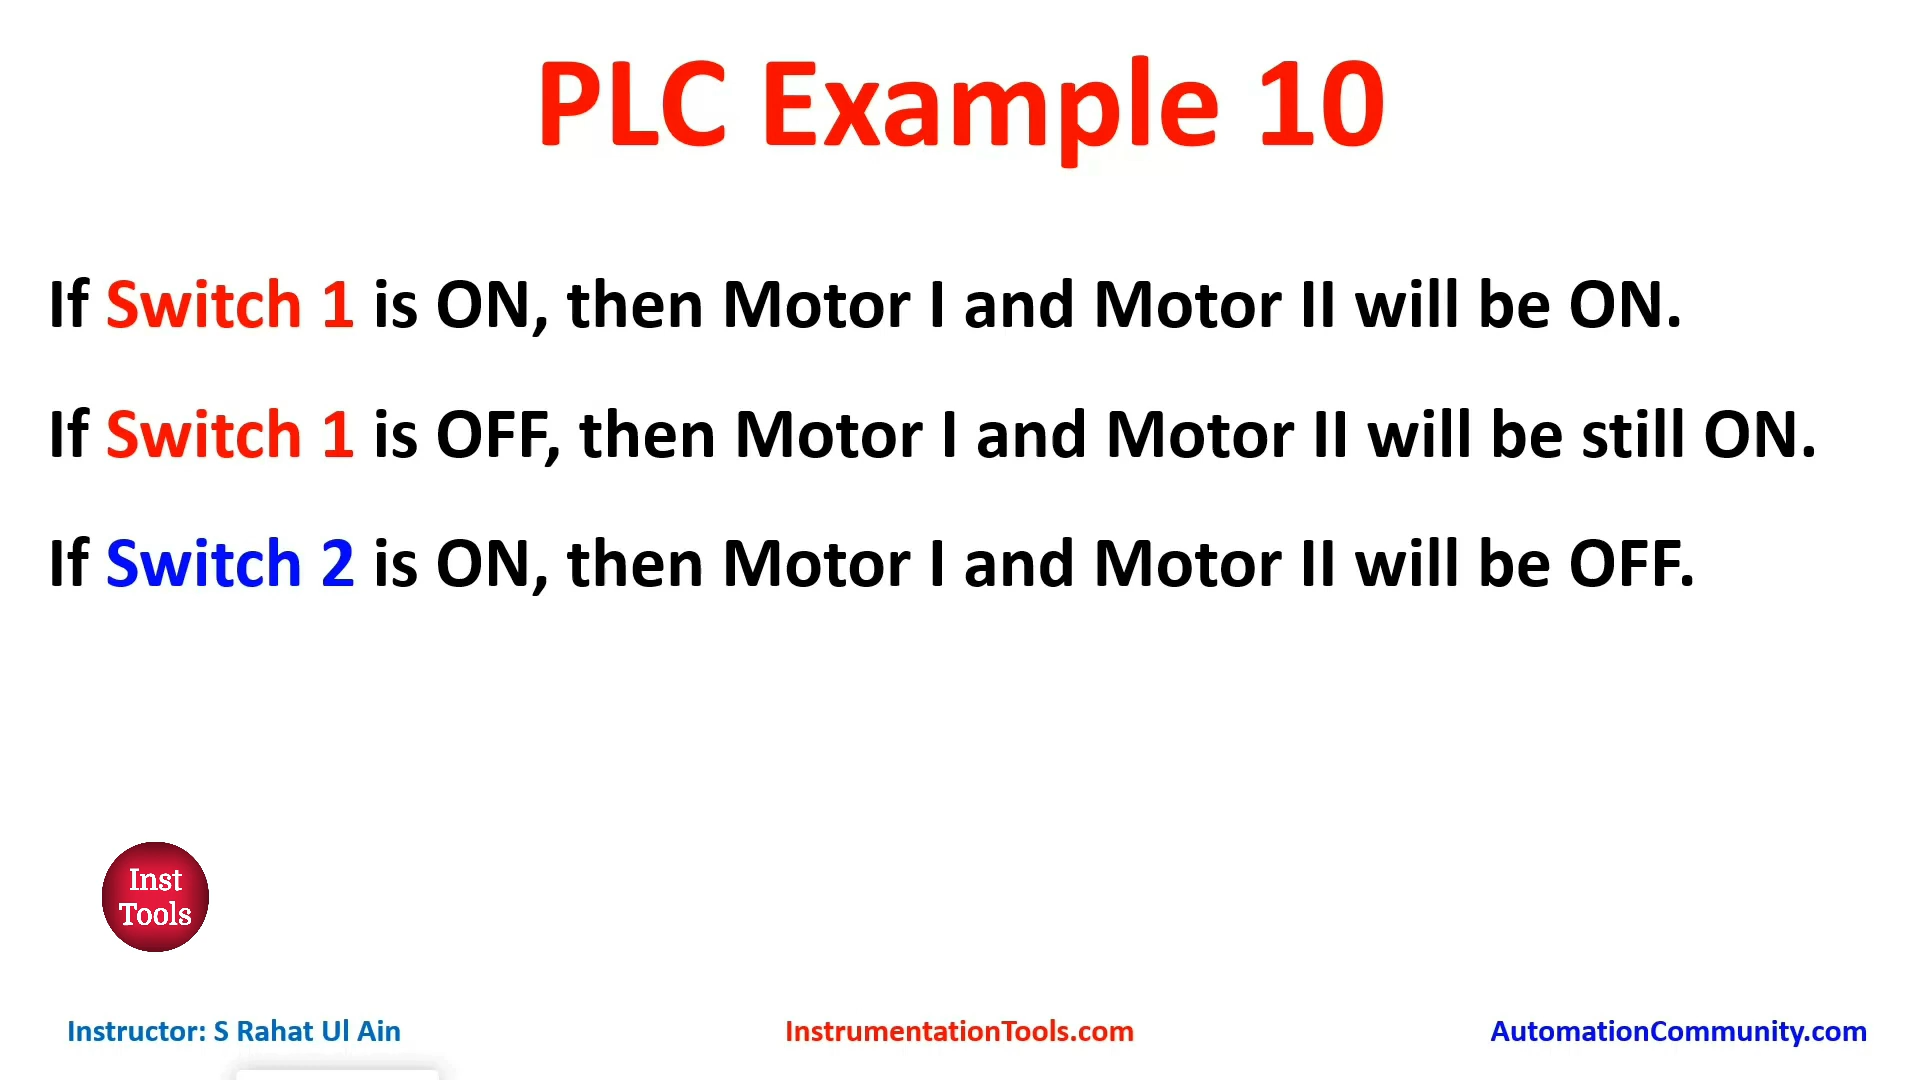 PLC Example 10
If Switch 1 is ON, then Motor I and Motor II will be ON.
If Switch 1 is OFF, then Motor I and Motor II will be still ON.
If Switch 2 is ON, then Motor I and Motor II will be OFF.
Inst
Tools
Instructor: S Rahat Ul Ain
InstrumentationTools.com
AutomationCommunity.com